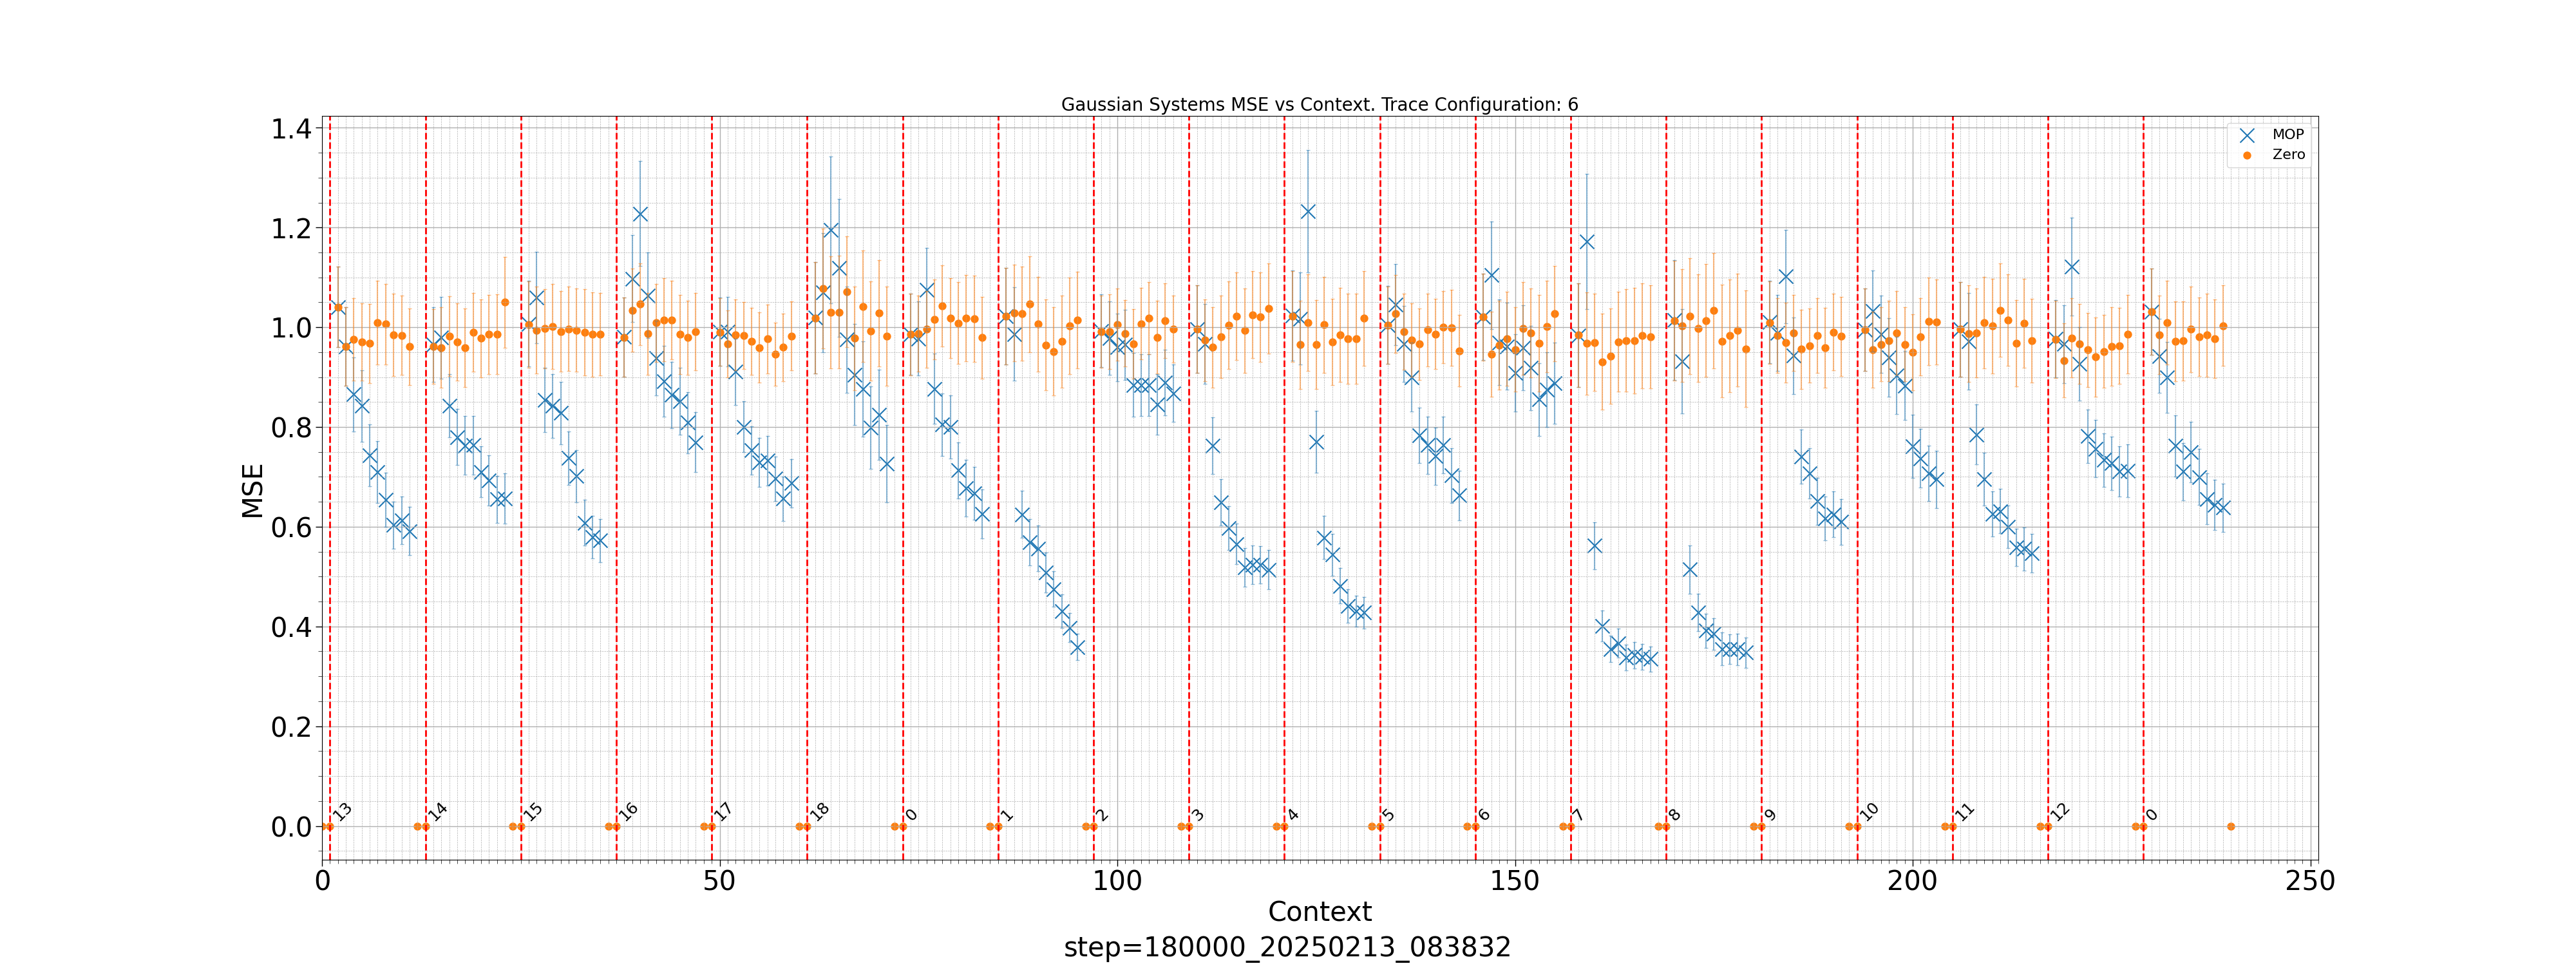 Gaussian Systems MSE vs Context. Trace Configuration: 6
MOP
Zero
1.4
1.2
1.0
0.8
0.6
0.4
0.2
0.0
MSE
13 14 15 16 17 18 0 1 2 3 4 5 6 7 8 9 10 11 12 0
0 50 100 150 200 250
Context
step=180000_20250213_083832